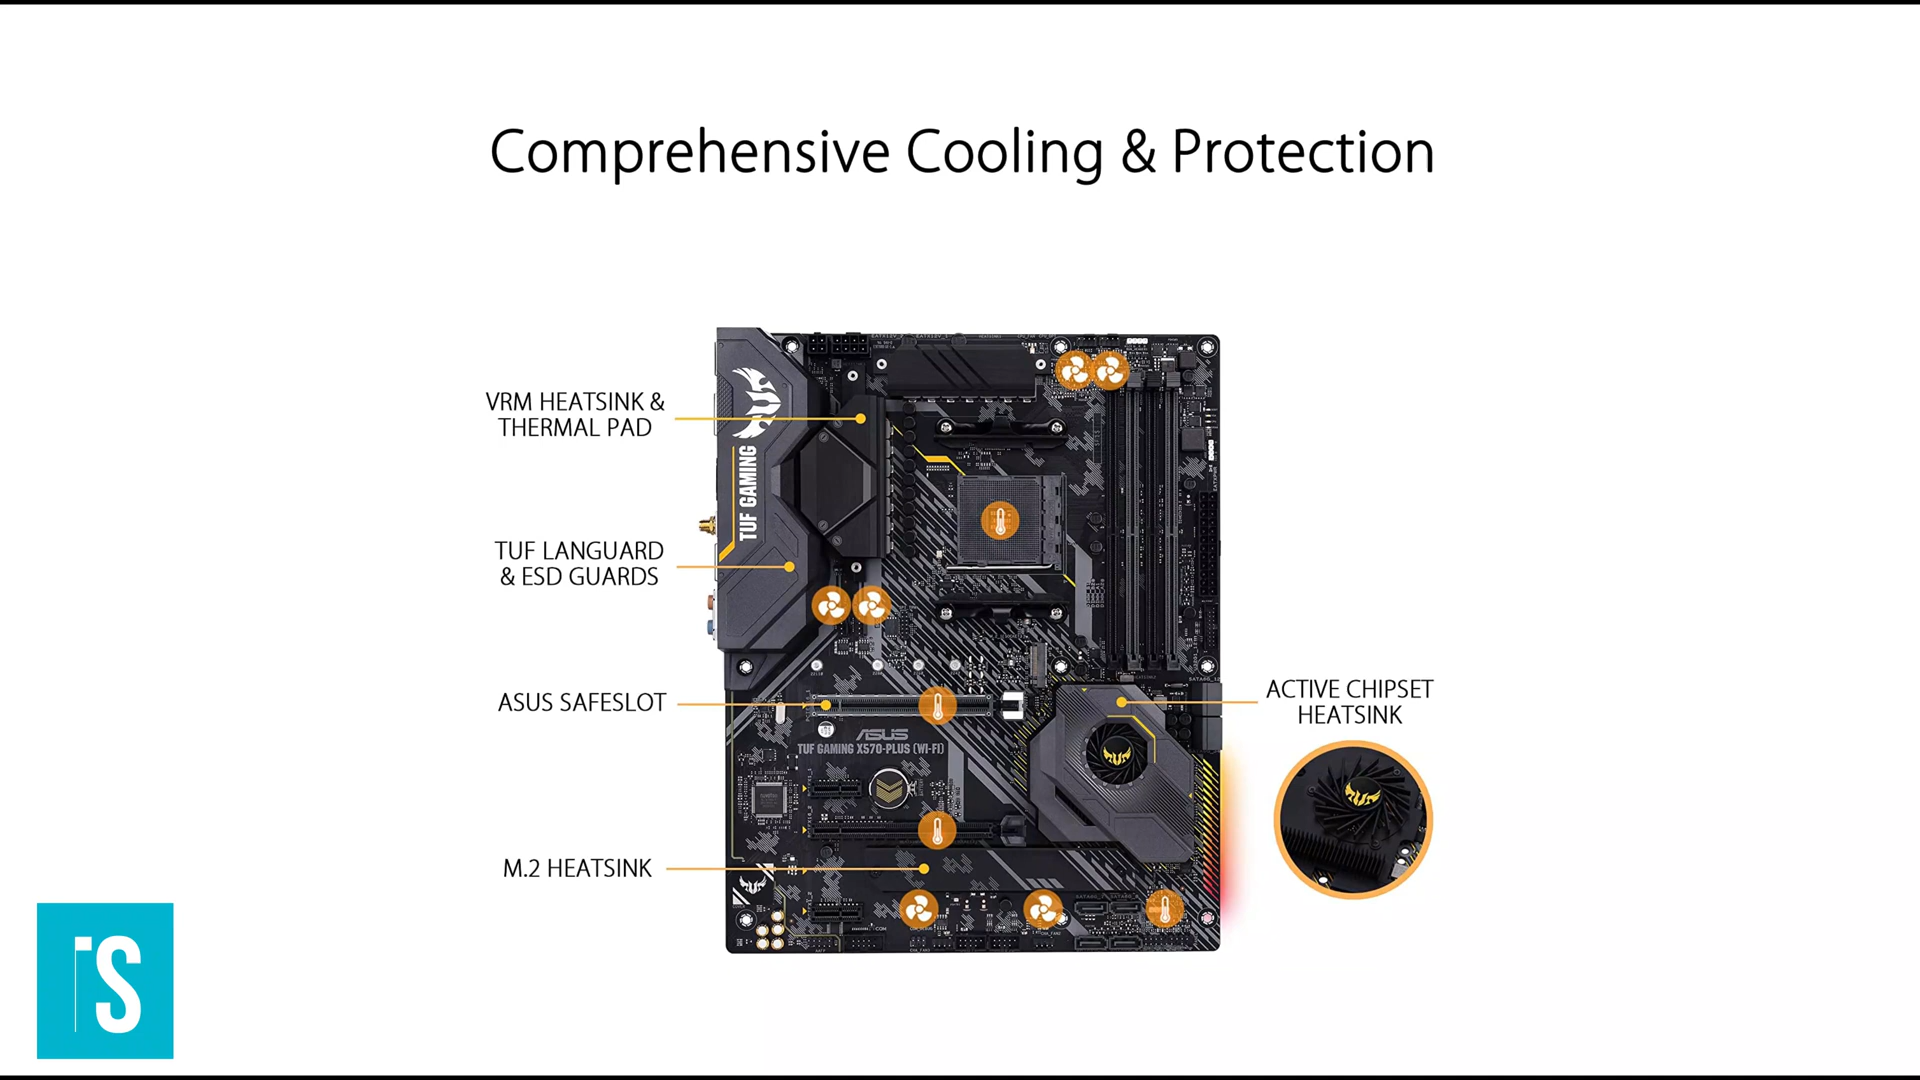 Comprehensive Cooling & Protection
VRM HEATSINK &
THERMAL PAD
TUF GAMING
TUF LANGUARD
& ESD GUARDS
ASUS SAFESLOT
ACTIVE CHIPSET
HEATSINK
ASUS
TUF GAMING X570-PLUS (WI-FI)
M.2 HEATSINK
iS